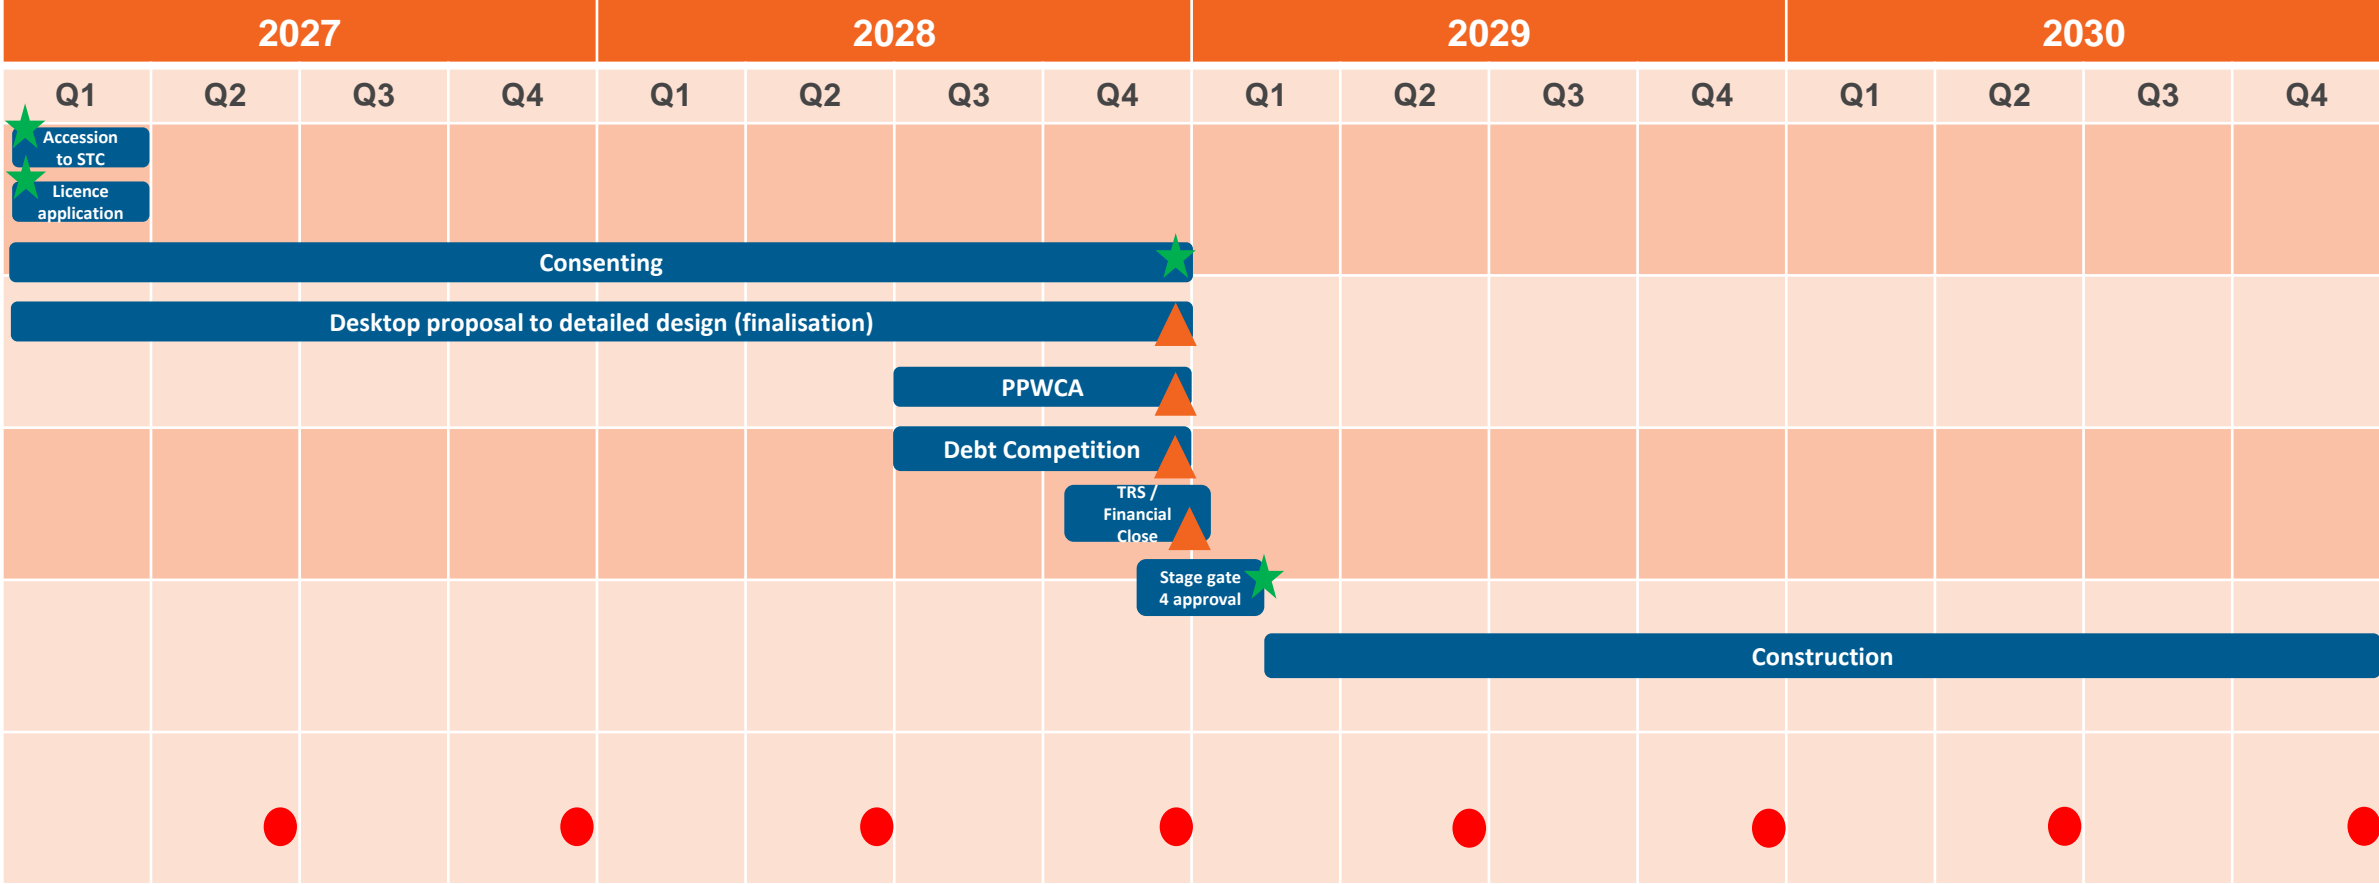 2027 2028 2029 2030
Q1 Q2 Q3 Q4 Q1 Q2 Q3 Q4 Q1 Q2 Q3 Q4 Q1 Q2 Q3 Q4
Accession
to STC
Licence
application
Consenting
Desktop proposal to detailed design (finalisation)
PPWCA
Debt Competition
TRS /
Financial
Close
Stage gate
4 approval
Construction